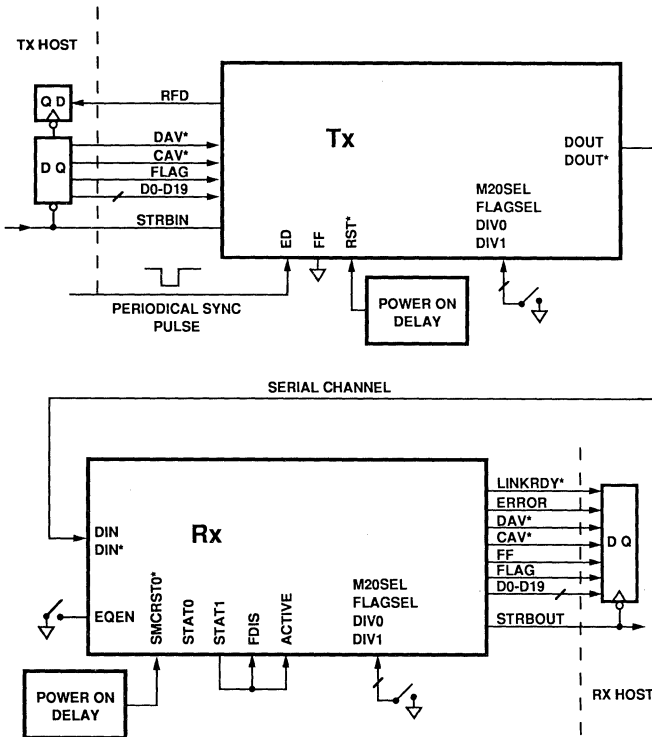 TX HOST
Q D
RFD
Tx
DAV*
CAV*
FLAG
D0-D19
D Q
STRBIN
DOUT
DOUT*
M20SEL
FLAGSEL
DIV0
DIV1
ED
FF
RST*
PERIODICAL SYNC
PULSE
POWER ON
DELAY
SERIAL CHANNEL
DIN
DIN*
Rx
EQEN
SMCRST0*
STAT0
STAT1
FDIS
ACTIVE
M20SEL
FLAGSEL
DIV0
DIV1
LINKRDY*
ERROR
DAV*
CAV*
FF
FLAG
D0-D19
STRBOUT
D Q
POWER ON
DELAY
RX HOST